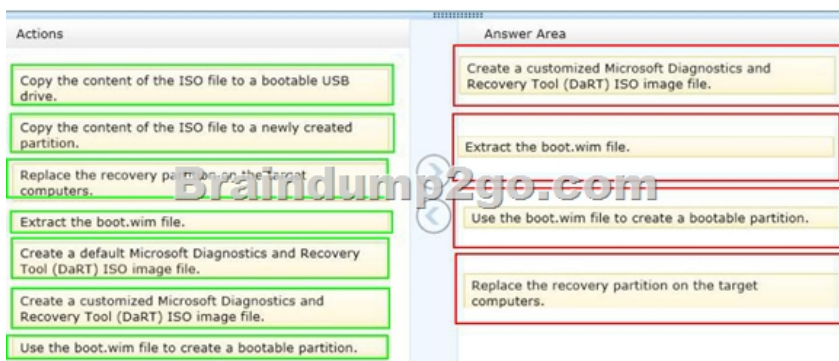 Actions
Answer Area
Copy the content of the ISO file to a bootable USB
drive.
Copy the content of the ISO file to a newly created
partition.
Replace the recovery partition on the target
computers.
Extract the boot.wim file.
Create a default Microsoft Diagnostics and Recovery
Tool (DaRT) ISO image file.
Create a customized Microsoft Diagnostics and
Recovery Tool (DaRT) ISO image file.
Use the boot.wim file to create a bootable partition.
Create a customized Microsoft Diagnostics and
Recovery Tool (DaRT) ISO image file.
Extract the boot.wim file.
Use the boot.wim file to create a bootable partition.
Replace the recovery partition on the target
computers.
Braindump2go.com